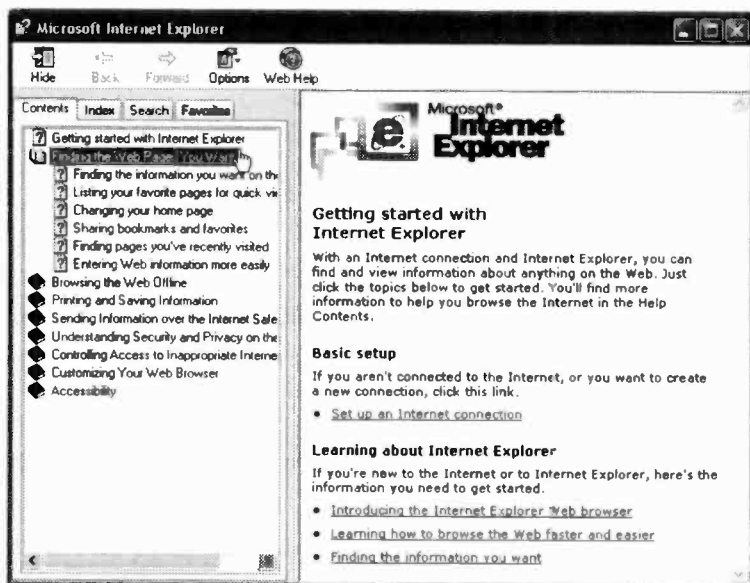 Microsoft Internet Explorer
Hide Back Forward Options Web Help
Contents Index Search Favorites
Getting started with Internet Explorer
Finding the Web Page You Want
Finding the information you want on the
Listing your favorite pages for quick vie
Changing your home page
Sharing bookmarks and favorites
Finding pages you've recently visited
Entering Web information more easily
Browsing the Web Offline
Printing and Saving Information
Sending Information over the Internet Safe
Understanding Security and Privacy on the
Controlling Access to Inappropriate Interne
Customizing Your Web Browser
Accessibility
Microsoft®
Internet
Explorer
Getting started with
Internet Explorer
With an Internet connection and Internet Explorer, you can
find and view information about anything on the Web. Just
click the topics below to get started. You'll find more
information to help you browse the Internet in the Help
Contents.
Basic setup
If you aren't connected to the Internet, or you want to create
a new connection, click this link.
• Set up an Internet connection
Learning about Internet Explorer
If you're new to the Internet or to Internet Explorer, here's the
information you need to get started.
• Introducing the Internet Explorer Web browser
• Learning how to browse the Web faster and easier
• Finding the information you want